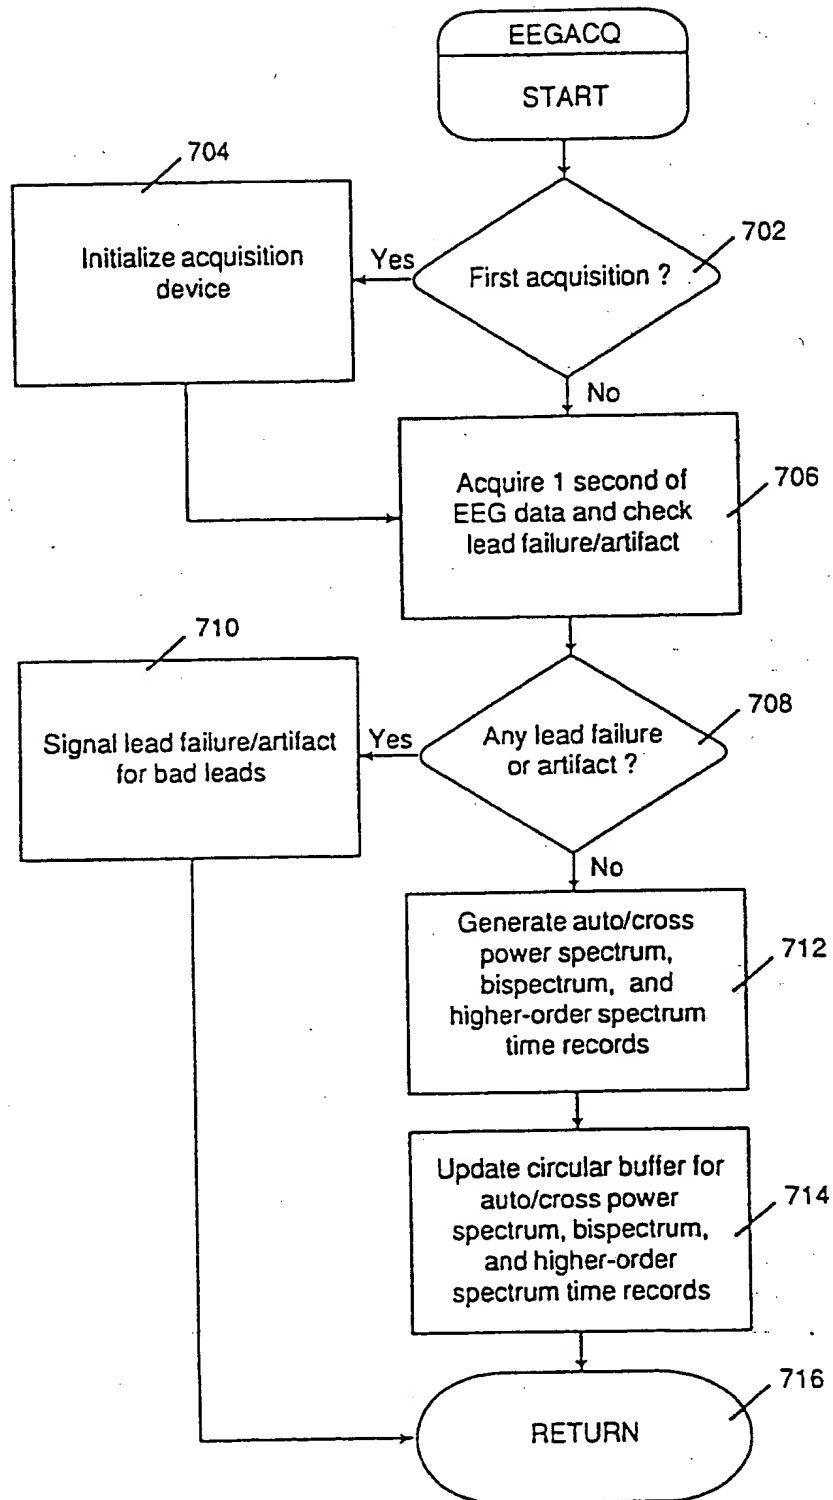 EEGACQ
START
704
702
Initialize acquisition
device
Yes
First acquisition ?
No
706
Acquire 1 second of
EEG data and check
lead failure/artifact
710
708
Signal lead failure/artifact
for bad leads
Yes
Any lead failure
or artifact ?
No
712
Generate auto/cross
power spectrum,
bispectrum, and
higher-order spectrum
time records
714
Update circular buffer for
auto/cross power
spectrum, bispectrum,
and higher-order
spectrum time records
716
RETURN